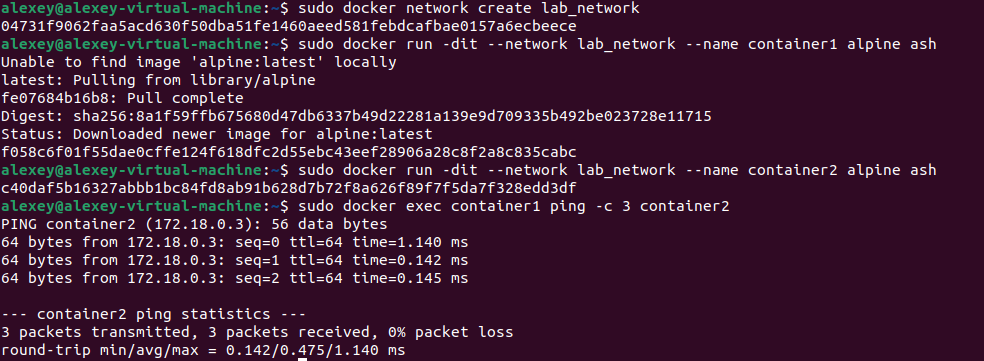 alexey@alexey-virtual-machine:~$ sudo docker network create lab_network
04731f9062faa5acd630f50dba51fe1460aeed581febdcafbae0157a6ecbeece
alexey@alexey-virtual-machine:~$ sudo docker run -dit --network lab_network --name container1 alpine ash
Unable to find image 'alpine:latest' locally
latest: Pulling from library/alpine
fe07684b16b8: Pull complete
Digest: sha256:8a1f59ffb675680d47db6337b49d22281a139e9d709335b492be023728e11715
Status: Downloaded newer image for alpine:latest
f058c6f01f55dae0cffe124f618dfc2d55ebc43eef28906a28c8f2a8c835cabc
alexey@alexey-virtual-machine:~$ sudo docker run -dit --network lab_network --name container2 alpine ash
c40daf5b16327abbb1bc84fd8ab91b628d7b72f8a626f89f7f5da7f328edd3df
alexey@alexey-virtual-machine:~$ sudo docker exec container1 ping -c 3 container2
PING container2 (172.18.0.3): 56 data bytes
64 bytes from 172.18.0.3: seq=0 ttl=64 time=1.140 ms
64 bytes from 172.18.0.3: seq=1 ttl=64 time=0.142 ms
64 bytes from 172.18.0.3: seq=2 ttl=64 time=0.145 ms
--- container2 ping statistics ---
3 packets transmitted, 3 packets received, 0% packet loss
round-trip min/avg/max = 0.142/0.475/1.140 ms